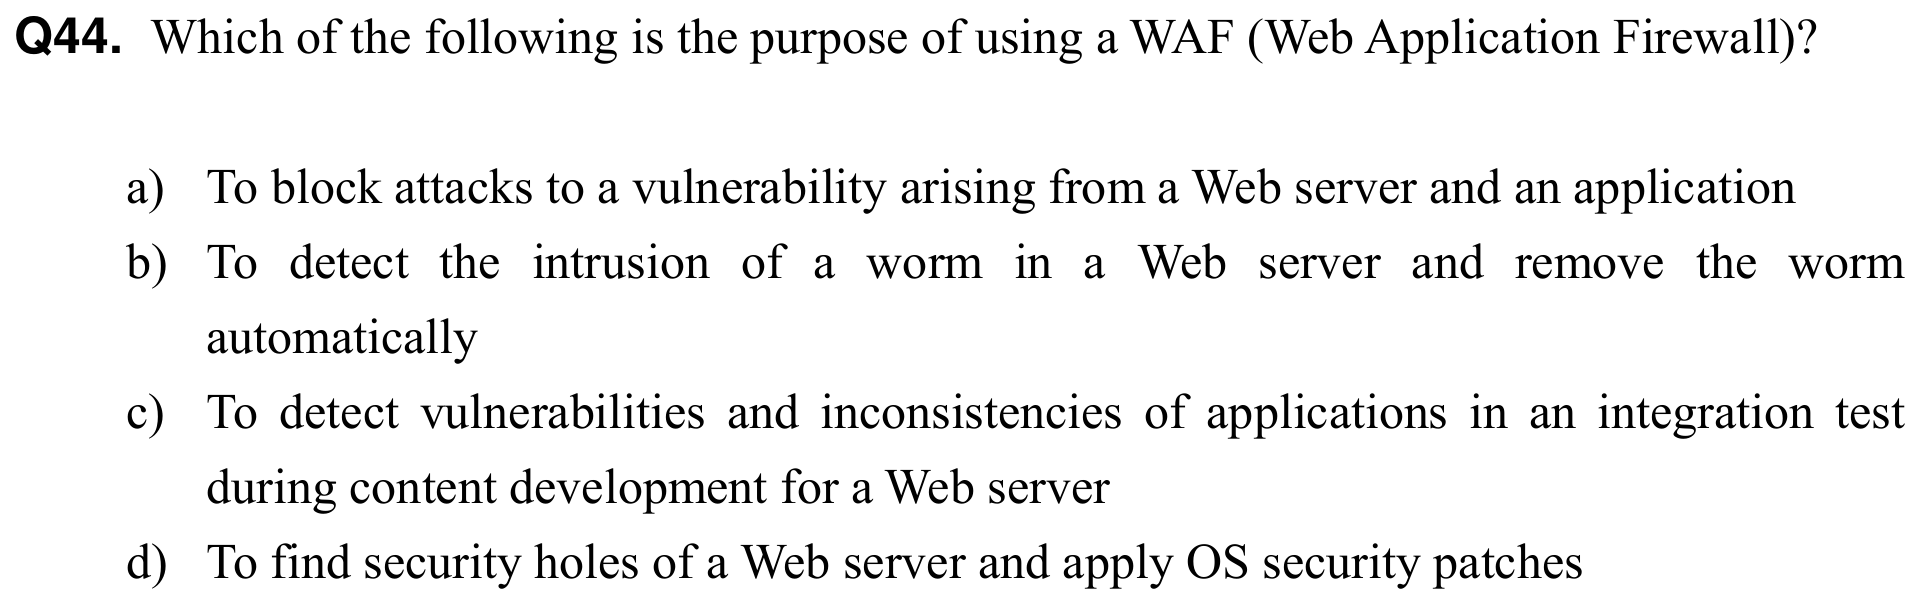 Q44. Which of the following is the purpose of using a WAF (Web Application Firewall)?
a) To block attacks to a vulnerability arising from a Web server and an application
b) To detect the intrusion of a worm in a Web server and remove the worm
automatically
c) To detect vulnerabilities and inconsistencies of applications in an integration test
during content development for a Web server
d) To find security holes of a Web server and apply OS security patches